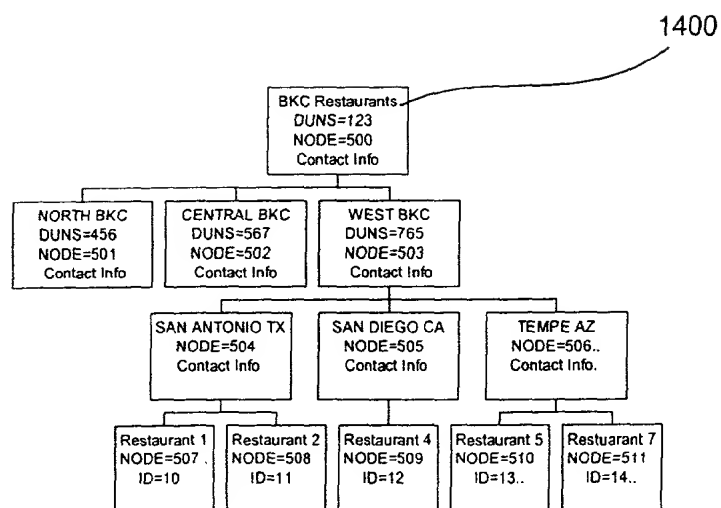 1400
BKC Restaurants
DUNS=123
NODE=500
Contact Info
NORTH BKC
DUNS=456
NODE=501
Contact Info
CENTRAL BKC
DUNS=567
NODE=502
Contact Info
WEST BKC
DUNS=765
NODE=503
Contact Info
SAN ANTONIO TX
NODE=504
Contact Info
SAN DIEGO CA
NODE=505
Contact Info
TEMPE AZ
NODE=506..
Contact Info.
Restaurant 1
NODE=507 .
ID=10
Restaurant 2
NODE=508
ID=11
Restaurant 4
NODE=509
ID=12
Restaurant 5
NODE=510
ID=13..
Restuarant 7
NODE=511
ID=14..